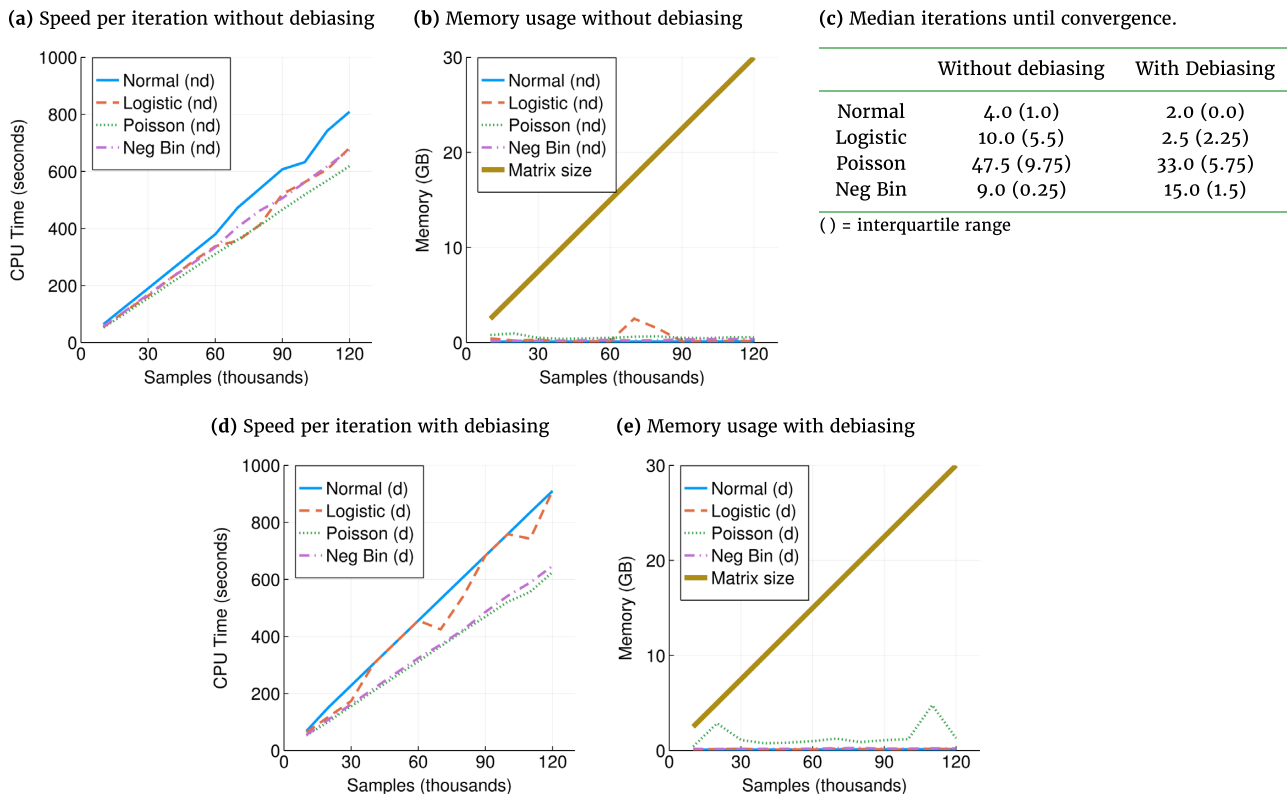 (a) Speed per iteration without debiasing
1000
800
600
400
200
0
CPU Time (seconds)
Normal (nd)
Logistic (nd)
Poisson (nd)
Neg Bin (nd)
0 30 60 90 120
Samples (thousands)
(b) Memory usage without debiasing
30
20
10
0
Memory (GB)
Normal (nd)
Logistic (nd)
Poisson (nd)
Neg Bin (nd)
Matrix size
0 30 60 90 120
Samples (thousands)
(c) Median iterations until convergence.
Without debiasing With Debiasing
Normal 4.0 (1.0) 2.0 (0.0)
Logistic 10.0 (5.5) 2.5 (2.25)
Poisson 47.5 (9.75) 33.0 (5.75)
Neg Bin 9.0 (0.25) 15.0 (1.5)
( ) = interquartile range
(d) Speed per iteration with debiasing
1000
800
600
400
200
0
CPU Time (seconds)
Normal (d)
Logistic (d)
Poisson (d)
Neg Bin (d)
0 30 60 90 120
Samples (thousands)
(e) Memory usage with debiasing
30
20
10
0
Memory (GB)
Normal (d)
Logistic (d)
Poisson (d)
Neg Bin (d)
Matrix size
0 30 60 90 120
Samples (thousands)